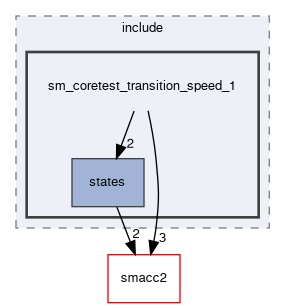 include
sm_coretest_transition_speed_1
2
states
2
3
smacc2